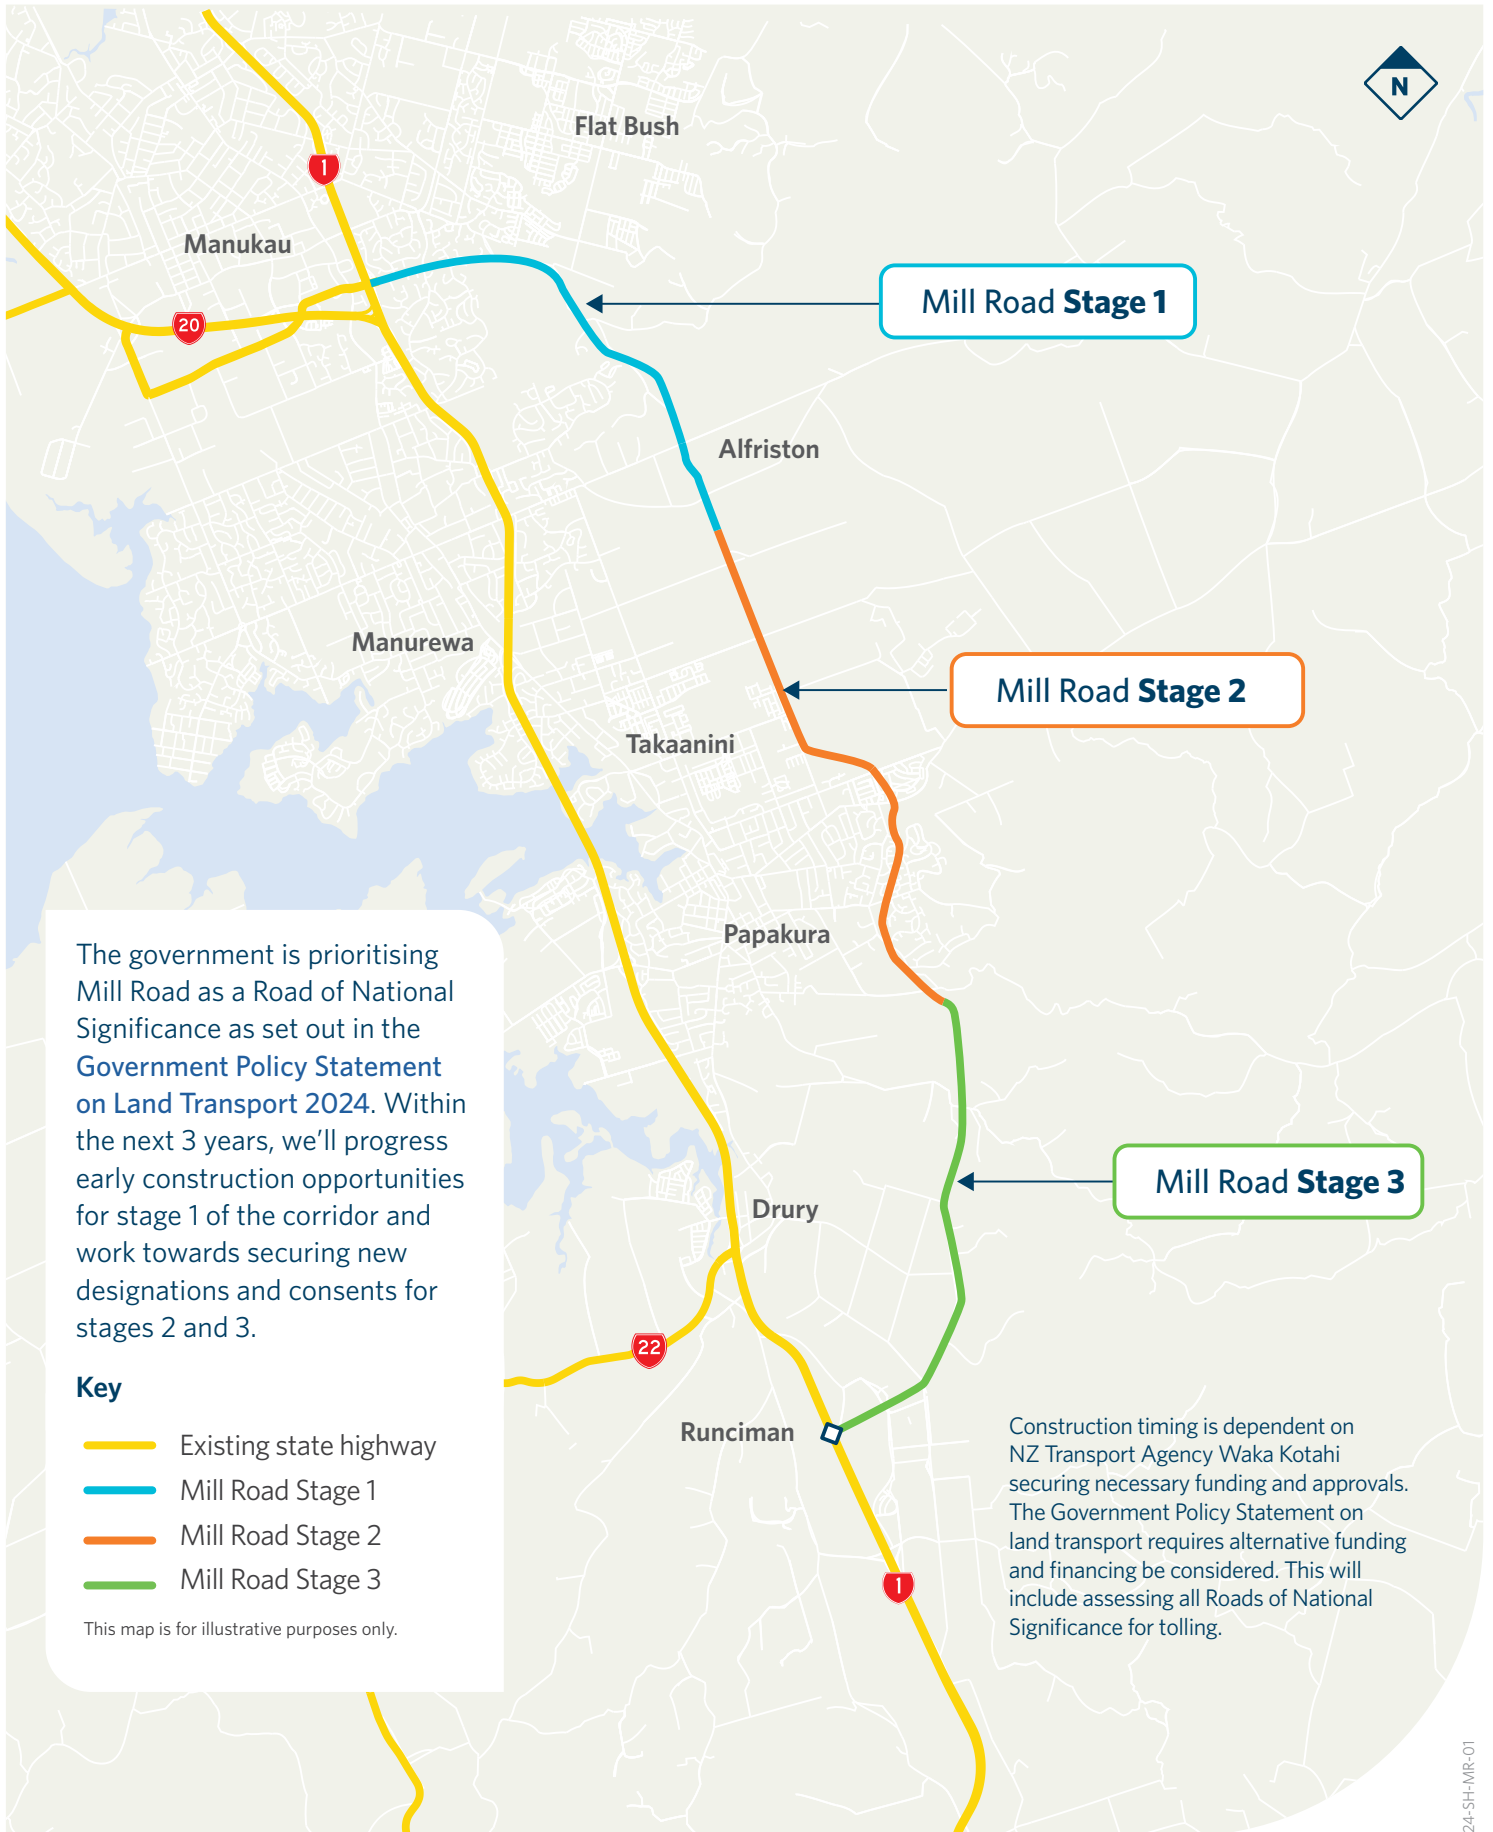 N
Flat Bush
1
Manukau
Mill Road Stage 1
20
Alfriston
Manurewa
Mill Road Stage 2
Takaanini
Papakura
The government is prioritising
Mill Road as a Road of National
Significance as set out in the
Government Policy Statement
on Land Transport 2024. Within
the next 3 years, we'll progress
early construction opportunities
for stage 1 of the corridor and
work towards securing new
designations and consents for
stages 2 and 3.
Mill Road Stage 3
Drury
22
Key
Existing state highway
Mill Road Stage 1
Mill Road Stage 2
Mill Road Stage 3
This map is for illustrative purposes only.
Runciman
Construction timing is dependent on
NZ Transport Agency Waka Kotahi
securing necessary funding and approvals.
The Government Policy Statement on
land transport requires alternative funding
and financing be considered. This will
include assessing all Roads of National
Significance for tolling.
1
24-SH-MR-01